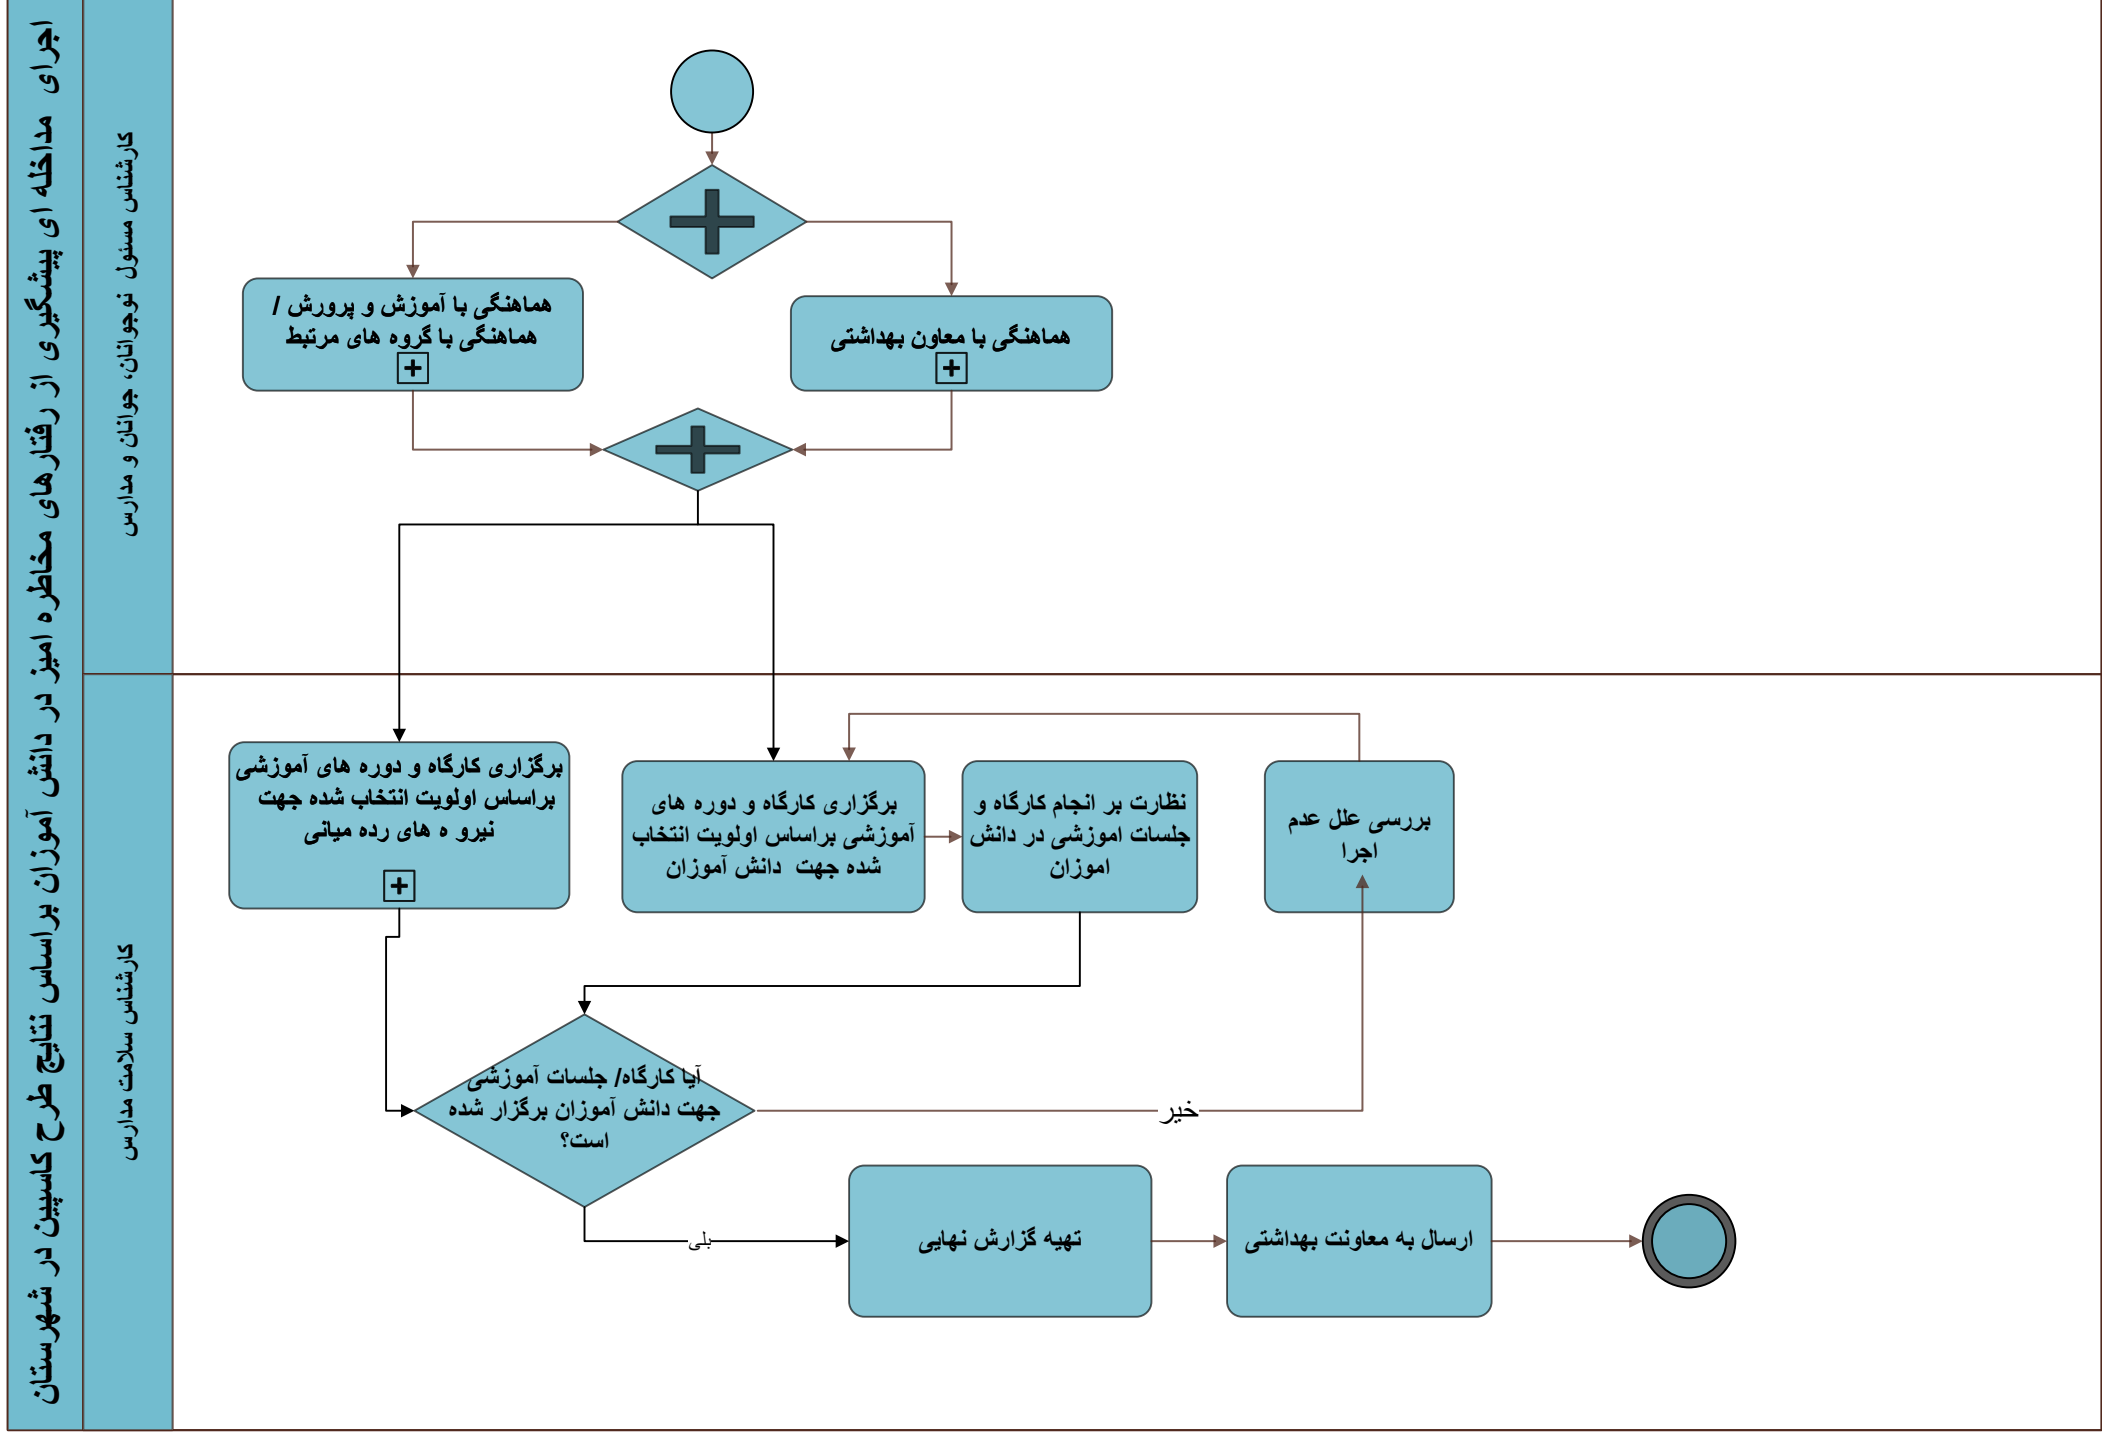 اجرای مداخله ای پیشگیری از رفتارهای مخاطره امیز در دانش آموزان براساس نتایج طرح کاسپین در شهرستان
کارشناس مسئول نوجوانان، جوانان و مدارس
هماهنگی با آموزش و پرورش /
هماهنگی با گروه های مرتبط
هماهنگی با معاون بهداشتی
کارشناس سلامت مدارس
برگزاری کارگاه و دوره های آموزشی
براساس اولویت انتخاب شده جهت
نیرو ه های رده میانی
برگزاری کارگاه و دوره های
آموزشی براساس اولویت انتخاب
شده جهت دانش آموزان
نظارت بر انجام کارگاه و
جلسات اموزشی در دانش
اموزان
بررسی علل عدم
اجرا
آیا کارگاه/ جلسات آموزشی
جهت دانش آموزان برگزار شده
است؟
خیر
بلی
تهیه گزارش نهایی
ارسال به معاونت بهداشتی